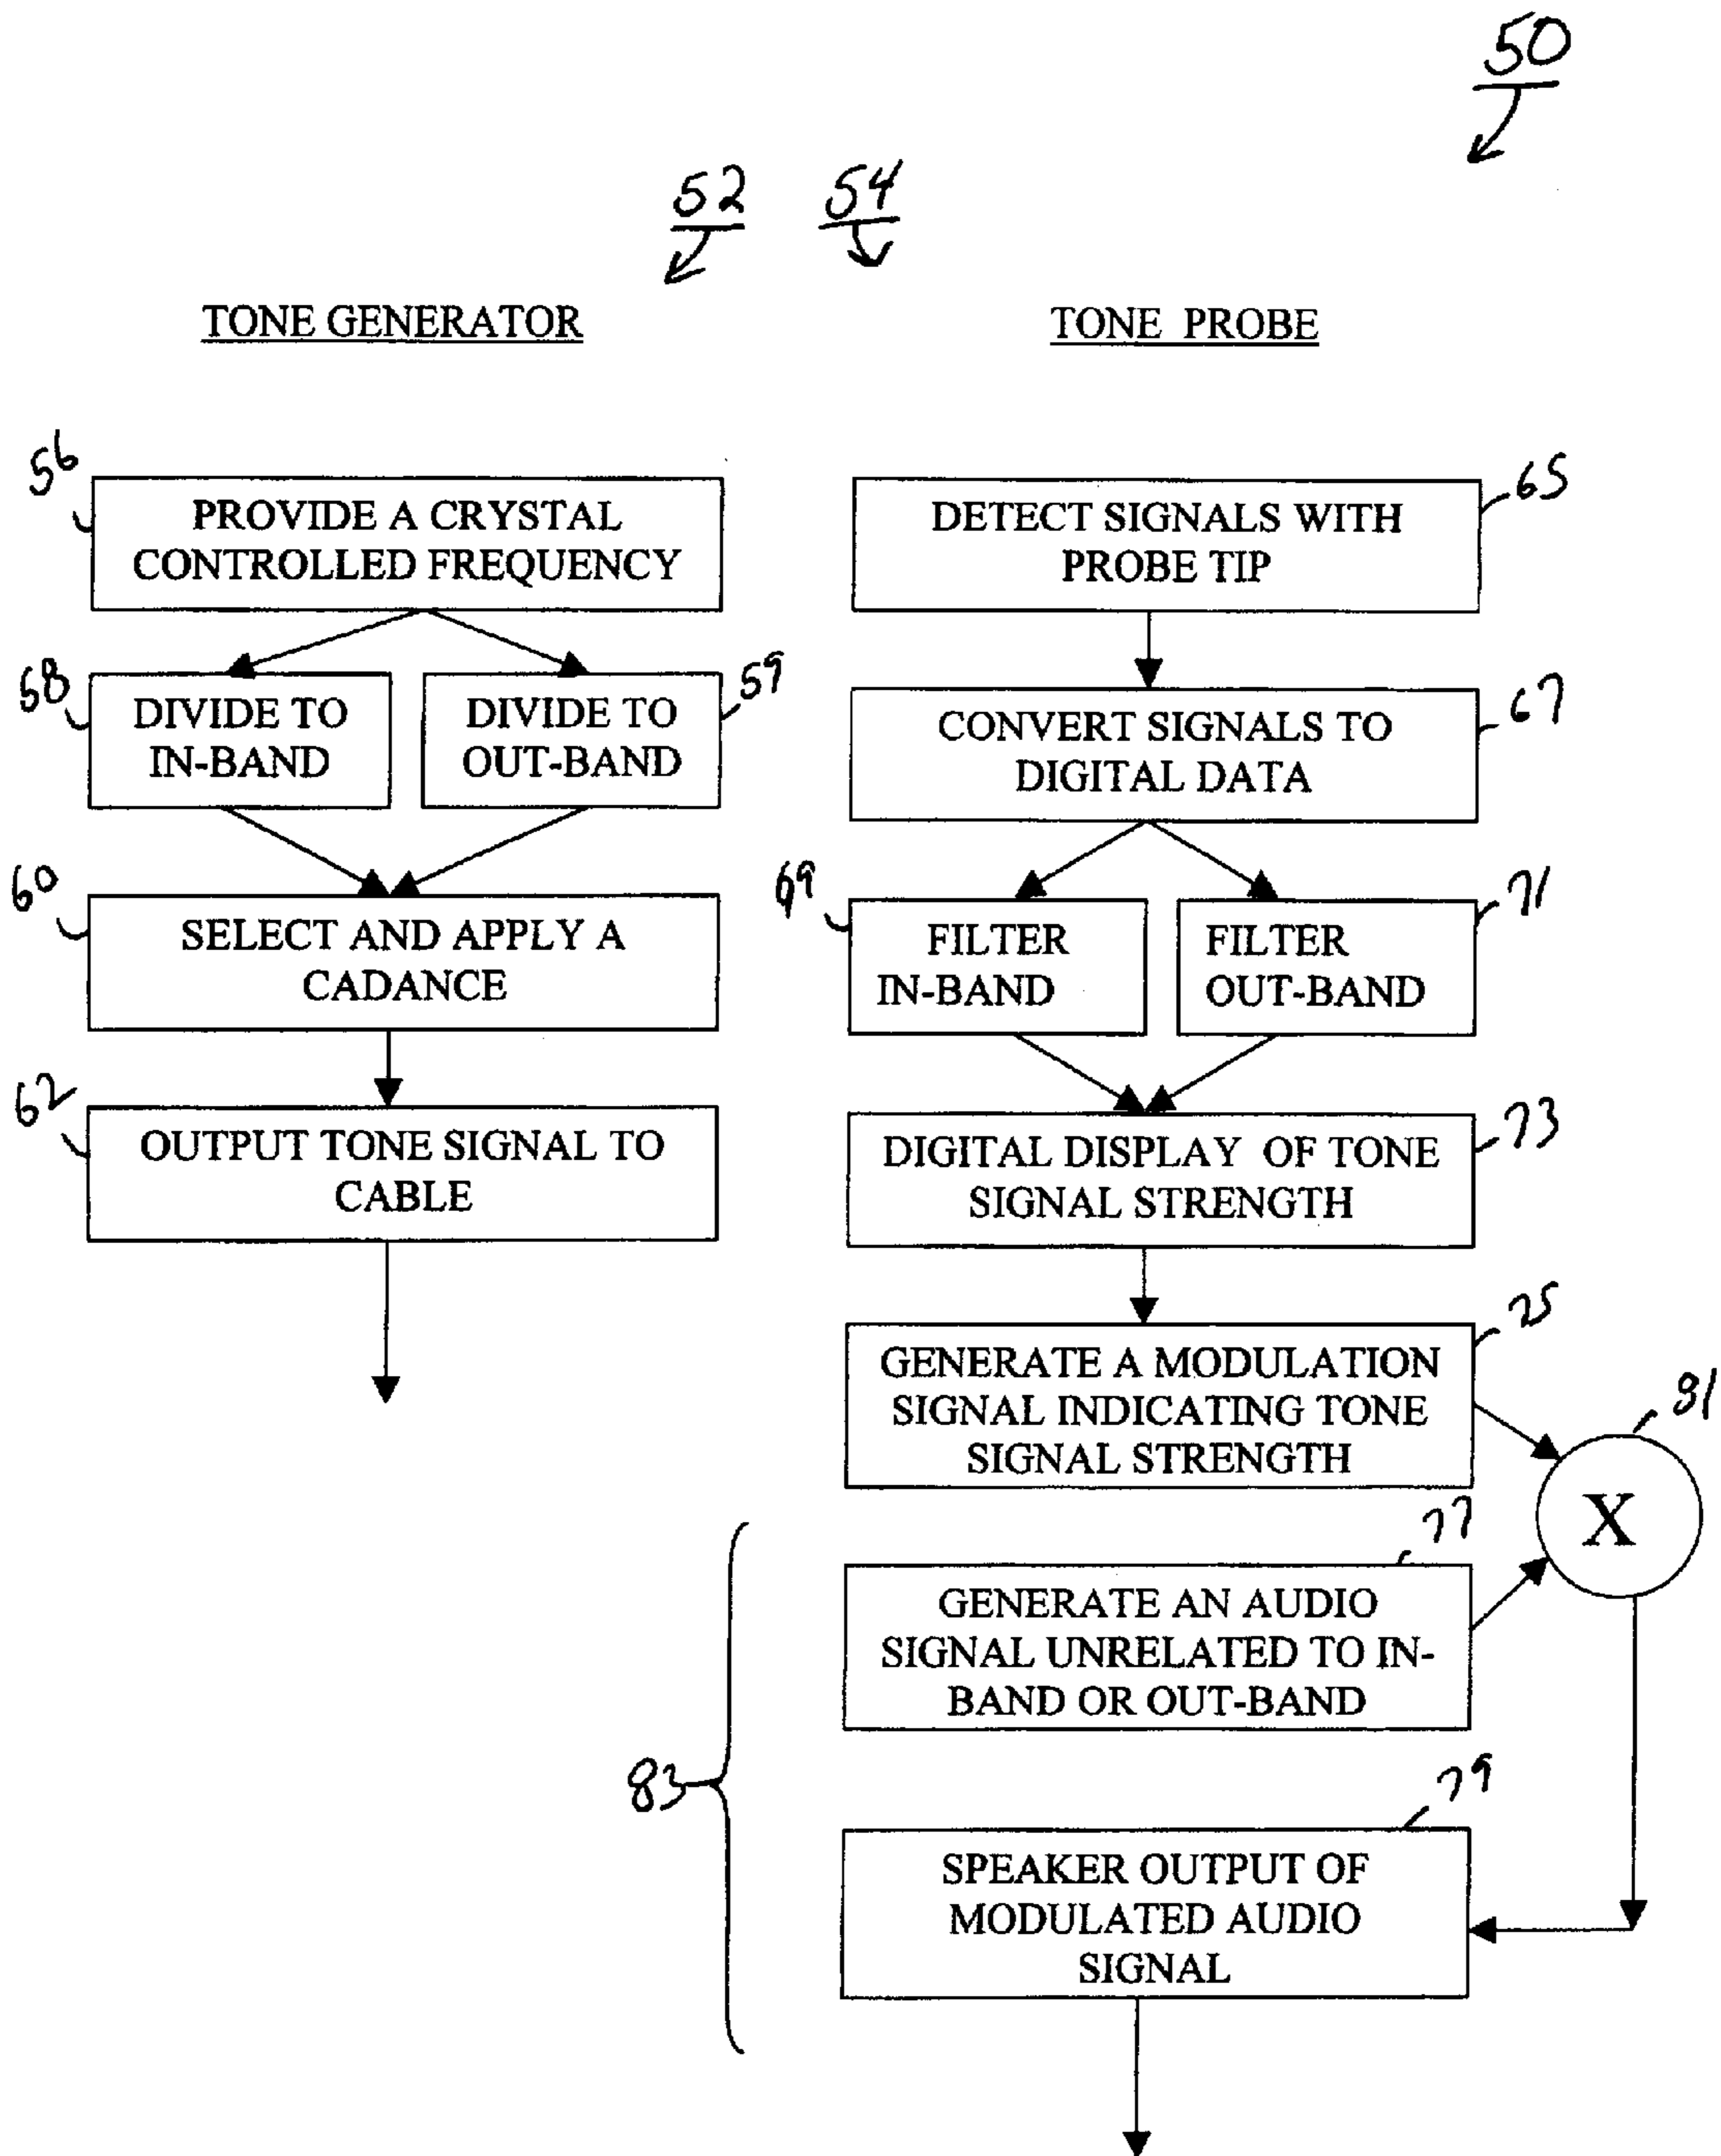 50
52 54
TONE GENERATOR
TONE PROBE
56
PROVIDE A CRYSTAL
CONTROLLED FREQUENCY
58
DIVIDE TO
IN-BAND
59
DIVIDE TO
OUT-BAND
60
SELECT AND APPLY A
CADANCE
62
OUTPUT TONE SIGNAL TO
CABLE
65
DETECT SIGNALS WITH
PROBE TIP
67
CONVERT SIGNALS TO
DIGITAL DATA
69
FILTER
IN-BAND
71
FILTER
OUT-BAND
73
DIGITAL DISPLAY OF TONE
SIGNAL STRENGTH
75
GENERATE A MODULATION
SIGNAL INDICATING TONE
SIGNAL STRENGTH
81
X
77
GENERATE AN AUDIO
SIGNAL UNRELATED TO IN-
BAND OR OUT-BAND
83
79
SPEAKER OUTPUT OF
MODULATED AUDIO
SIGNAL